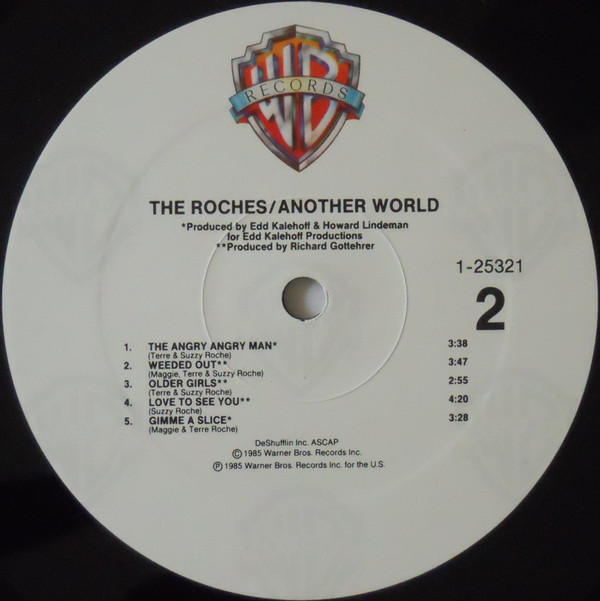 WB
RECORDS
THE ROCHES/ANOTHER WORLD
*Produced by Edd Kalehoff & Howard Lindeman
for Edd Kalehoff Productions
**Produced by Richard Gottehrer
1-25321
2
1. THE ANGRY ANGRY MAN* 3:38
(Terre & Suzzy Roche)
2. WEEDED OUT** 3:47
(Maggie, Terre & Suzzy Roche)
3. OLDER GIRLS** 2:55
(Terre & Suzzy Roche)
4. LOVE TO SEE YOU** 4:20
(Suzzy Roche)
5. GIMME A SLICE* 3:28
(Maggie & Terre Roche)
DeShufflin Inc. ASCAP
©1985 Warner Bros. Records Inc.
℗1985 Warner Bros. Records Inc. for the U.S.